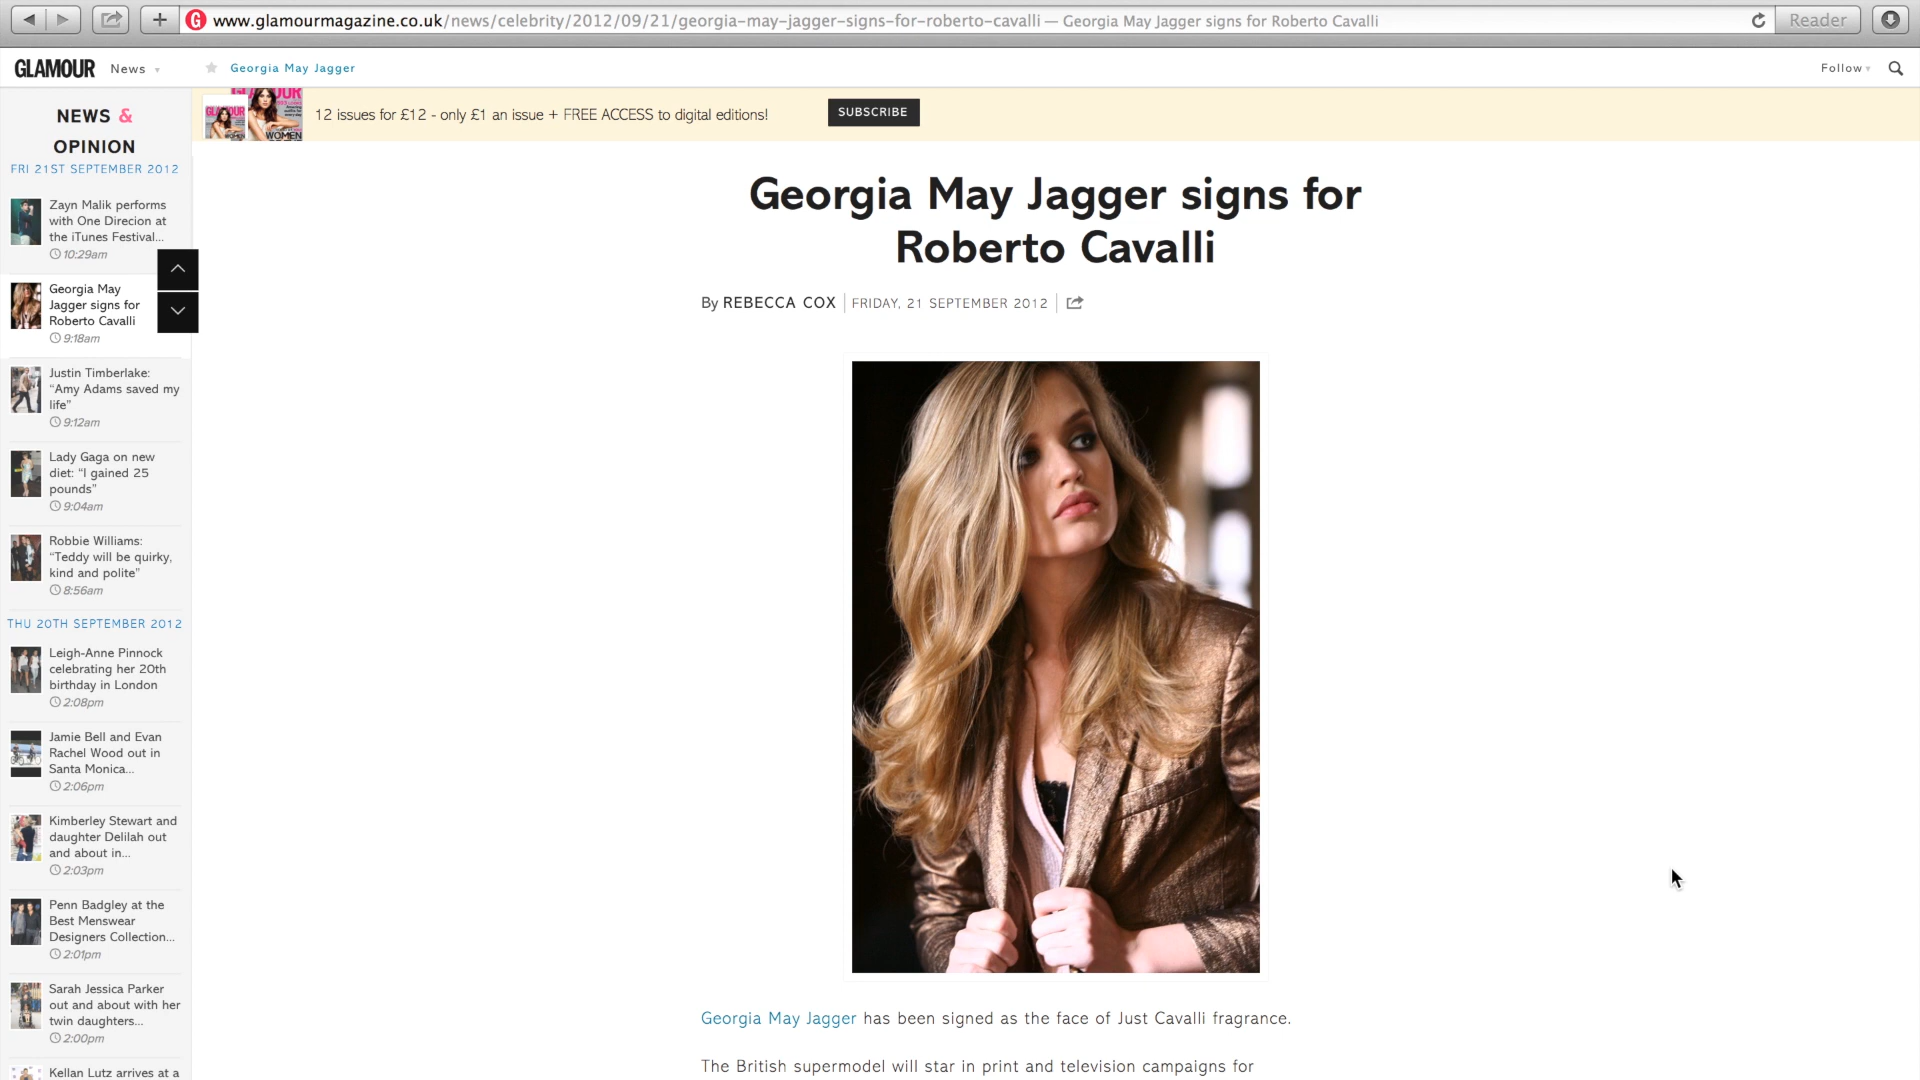 www.glamourmagazine.co.uk/news/celebrity/2012/09/21/georgia-may-jagger-signs-for-roberto-cavalli — Georgia May Jagger signs for Roberto Cavalli
Reader
GLAMOUR News
Georgia May Jagger
Follow
NEWS &
OPINION
FRI 21ST SEPTEMBER 2012
Zayn Malik performs
with One Direcion at
the iTunes Festival...
10:29am
Georgia May
Jagger signs for
Roberto Cavalli
9:18am
Justin Timberlake:
“Amy Adams saved my
life”
9:12am
Lady Gaga on new
diet: “I gained 25
pounds”
9:04am
Robbie Williams:
“Teddy will be quirky,
kind and polite”
8:56am
THU 20TH SEPTEMBER 2012
Leigh-Anne Pinnock
celebrating her 20th
birthday in London
2:08pm
Jamie Bell and Evan
Rachel Wood out in
Santa Monica...
2:06pm
Kimberley Stewart and
daughter Delilah out
and about in...
2:03pm
Penn Badgley at the
Best Menswear
Designers Collection...
2:01pm
Sarah Jessica Parker
out and about with her
twin daughters...
2:00pm
Kellan Lutz arrives at a
12 issues for £12 - only £1 an issue + FREE ACCESS to digital editions!
SUBSCRIBE
Georgia May Jagger signs for
Roberto Cavalli
By REBECCA COX FRIDAY, 21 SEPTEMBER 2012
Georgia May Jagger has been signed as the face of Just Cavalli fragrance.
The British supermodel will star in print and television campaigns for